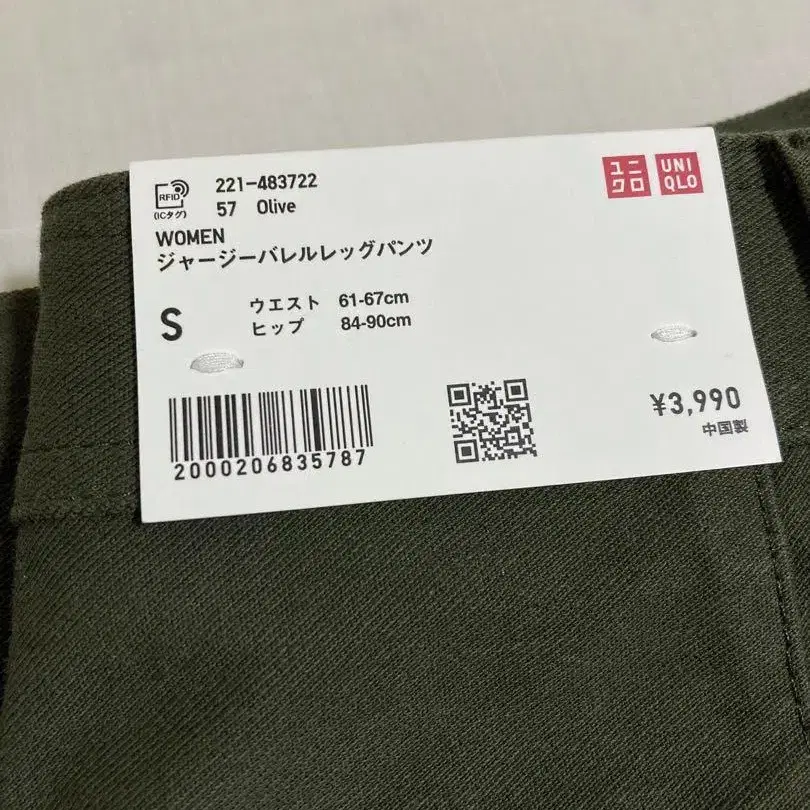 RFID
(ICタグ)
221-483722
57 Olive
ユニクロ
UNIQLO
WOMEN
ジャージーバレルレッグパンツ
S
ウエスト 61-67cm
ヒップ 84-90cm
2000206835787
¥3,990
中国製